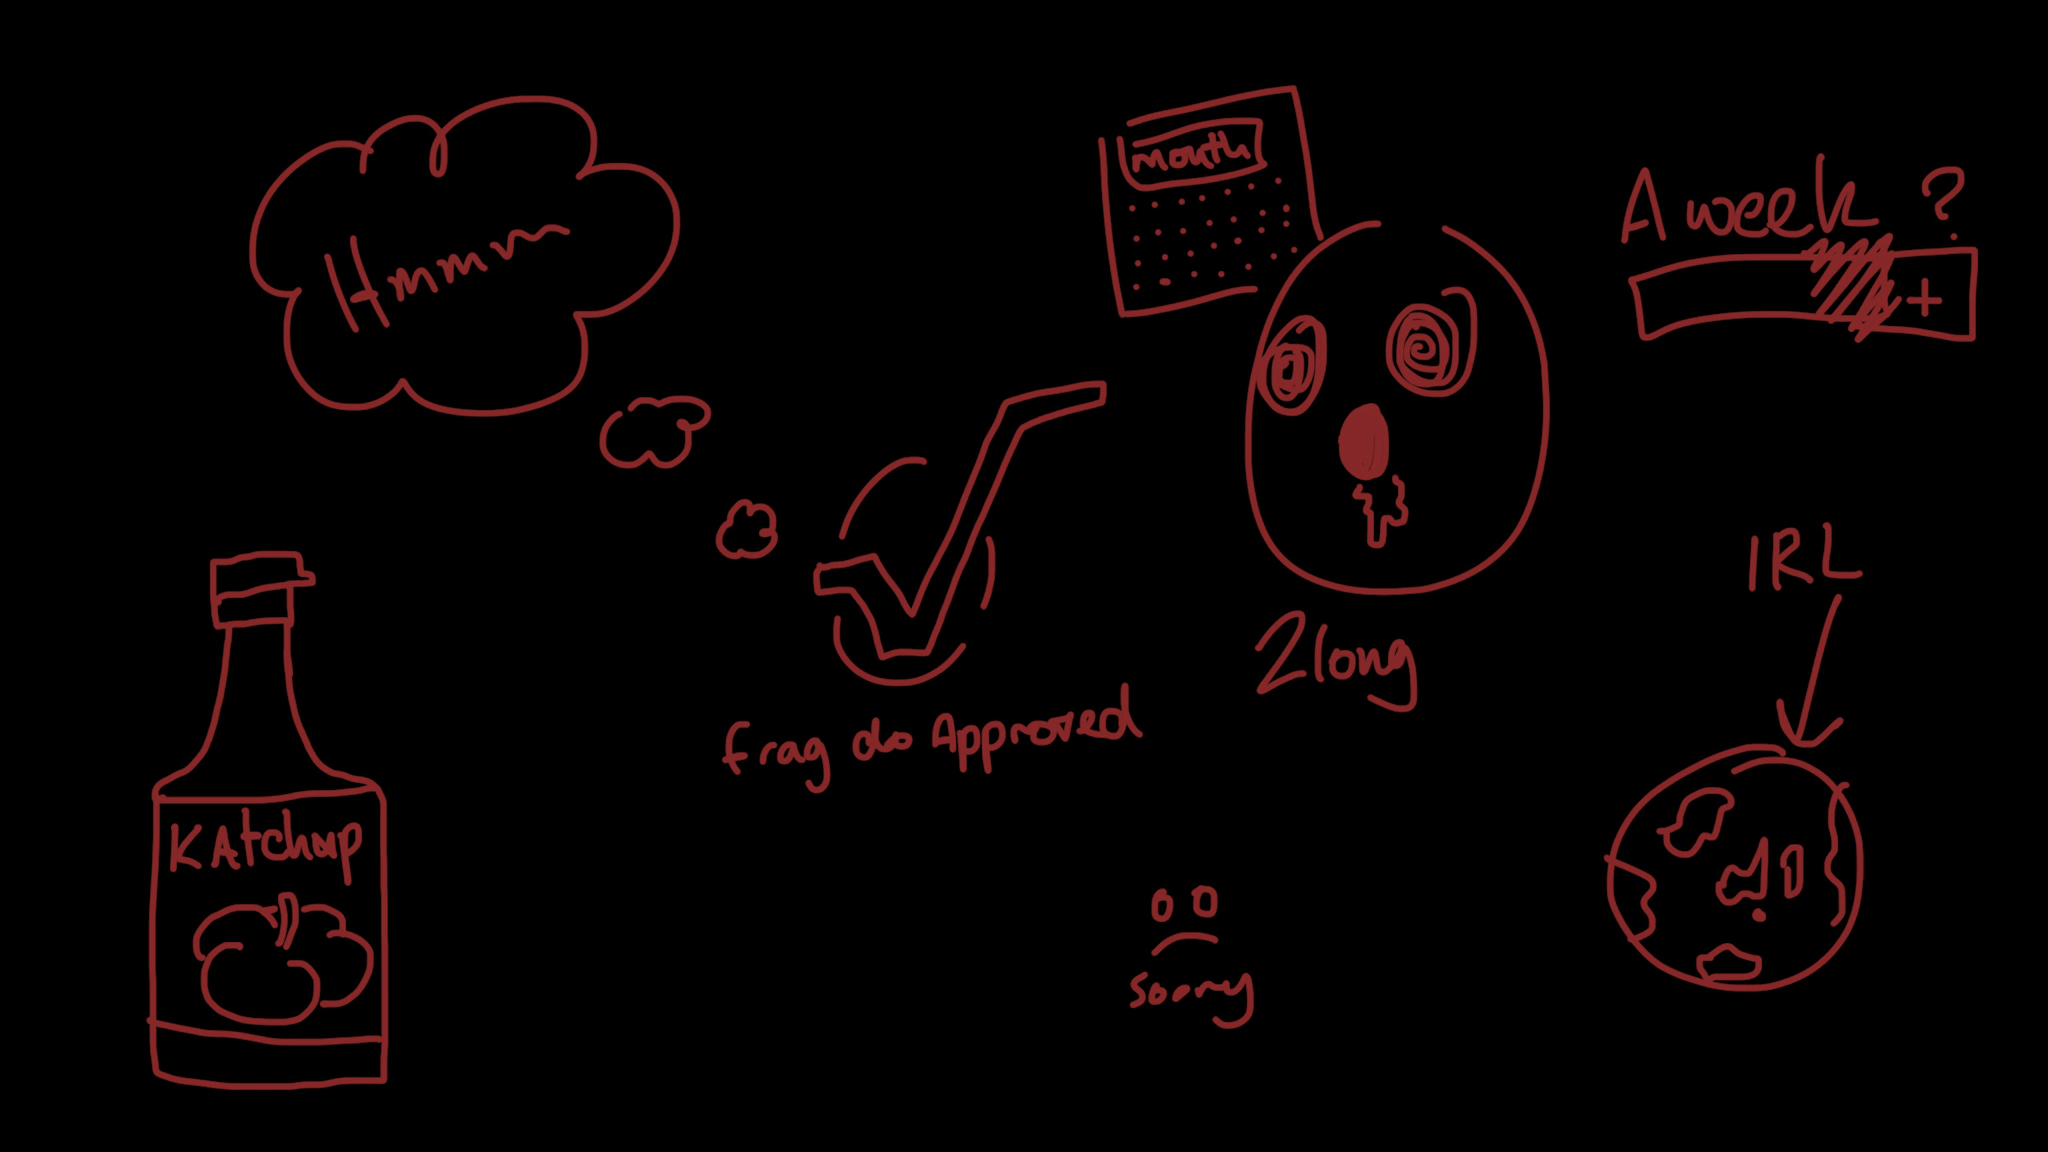 Hmmm
month
A week ?
+
IRL
2long
frag do Approved
KAtchup
sorry